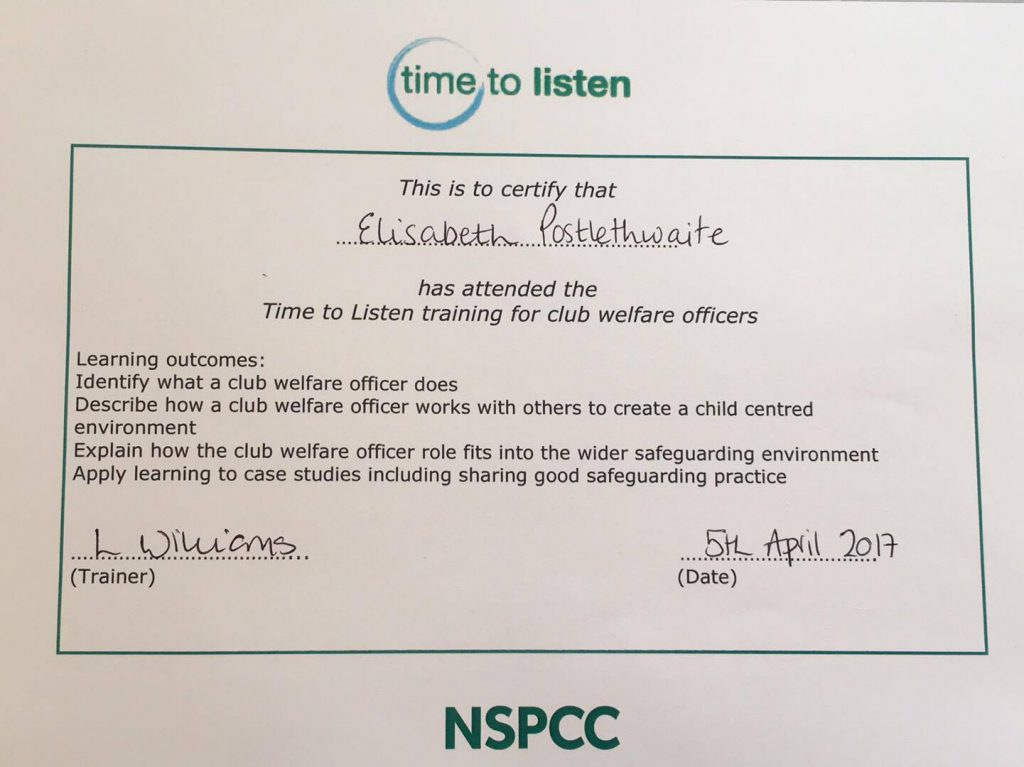 time to listen
This is to certify that
Elisabeth Postlethwaite
has attended the
Time to Listen training for club welfare officers
Learning outcomes:
Identify what a club welfare officer does
Describe how a club welfare officer works with others to create a child centred
environment
Explain how the club welfare officer role fits into the wider safeguarding environment
Apply learning to case studies including sharing good safeguarding practice
L Williams 5th April 2017
(Trainer) (Date)
NSPCC